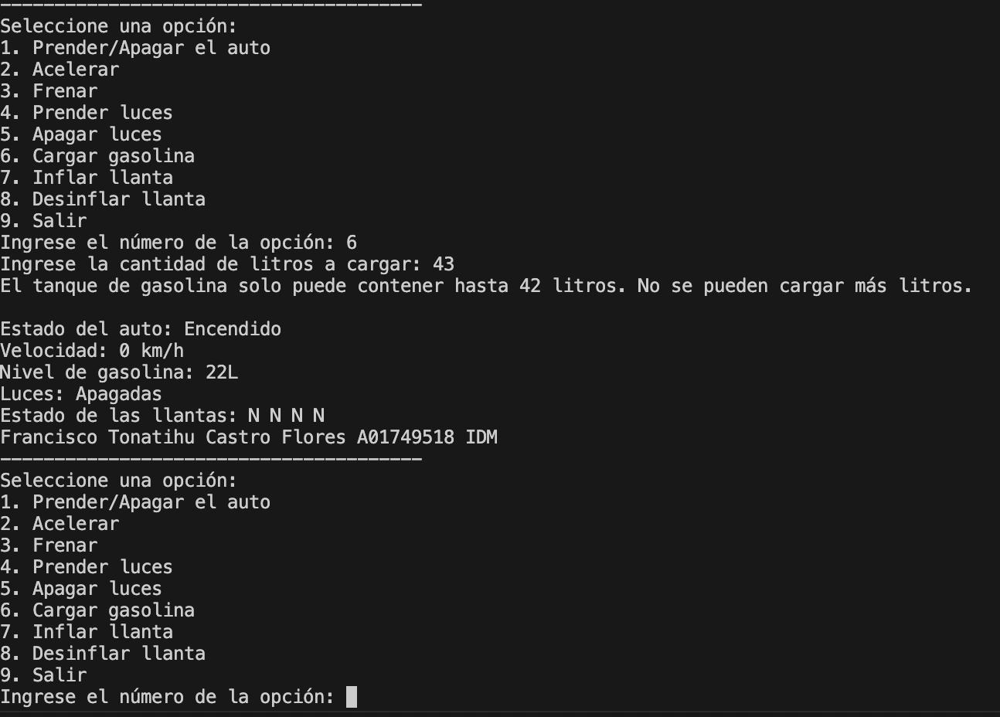 ---------------------------------------
Seleccione una opción:
1. Prender/Apagar el auto
2. Acelerar
3. Frenar
4. Prender luces
5. Apagar luces
6. Cargar gasolina
7. Inflar llanta
8. Desinflar llanta
9. Salir
Ingrese el número de la opción: 6
Ingrese la cantidad de litros a cargar: 43
El tanque de gasolina solo puede contener hasta 42 litros. No se pueden cargar más litros.

Estado del auto: Encendido
Velocidad: 0 km/h
Nivel de gasolina: 22L
Luces: Apagadas
Estado de las llantas: N N N N
Francisco Tonatihu Castro Flores A01749518 IDM
---------------------------------------
Seleccione una opción:
1. Prender/Apagar el auto
2. Acelerar
3. Frenar
4. Prender luces
5. Apagar luces
6. Cargar gasolina
7. Inflar llanta
8. Desinflar llanta
9. Salir
Ingrese el número de la opción: